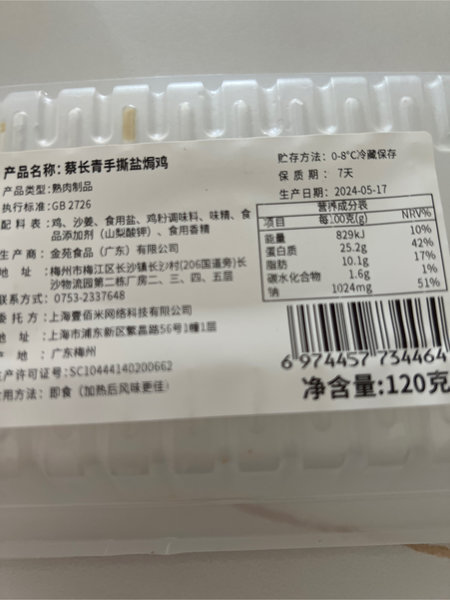 产品名称：蔡长青手撕盐焗鸡
产品类型：熟肉制品
执行标准：GB 2726
配料表：鸡、沙姜、食用盐、鸡粉调味料、味精、食
品添加剂（山梨酸钾）、食用香精
生产商：金苑食品（广东）有限公司
地址：梅州市梅江区长沙镇长沙村(206国道旁)长
沙物流园第二栋厂房二、三、四、五层
联系方式：0753-2337648
委托方：上海壹佰米网络科技有限公司
址：上海市浦东新区繁晶路56号1幢1层
产地：广东梅州
生产许可证号：SC10444140200662
食用方法：即食（加热后风味更佳）
贮存方法：0-8℃冷藏保存
保质期：7天
生产日期：2024-05-17
营养成分表
项目 每100克(g) NRV%
能量 829kJ 10%
蛋白质 25.2g 42%
脂肪 10.1g 17%
碳水化合物 1.6g 1%
钠 1024mg 51%
6 974457 734464
净含量:120克